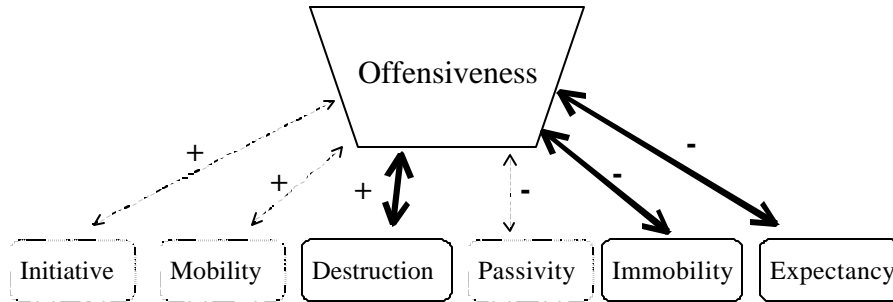 Offensiveness
+
+
+
-
-
-
Initiative
Mobility
Destruction
Passivity
Immobility
Expectancy